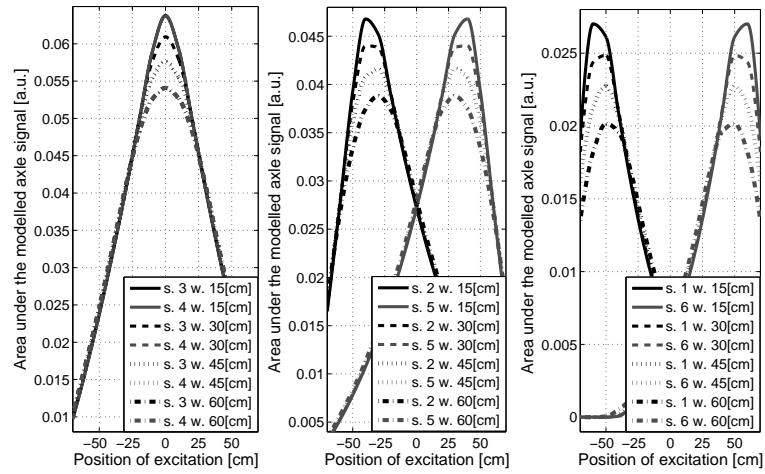 Area under the modelled axle signal [a.u.]
0.06
0.055
0.05
0.045
0.04
0.035
0.03
0.025
0.02
0.015
0.01
s. 3 w. 15[cm]
s. 4 w. 15[cm]
s. 3 w. 30[cm]
s. 4 w. 30[cm]
s. 3 w. 45[cm]
s. 4 w. 45[cm]
s. 3 w. 60[cm]
s. 4 w. 60[cm]
−50 −25 0 25 50
Position of excitation [cm]
Area under the modelled axle signal [a.u.]
0.045
0.04
0.035
0.03
0.025
0.02
0.015
0.01
0.005
s. 2 w. 15[cm]
s. 5 w. 15[cm]
s. 2 w. 30[cm]
s. 5 w. 30[cm]
s. 2 w. 45[cm]
s. 5 w. 45[cm]
s. 2 w. 60[cm]
s. 5 w. 60[cm]
−50 −25 0 25 50
Position of excitation [cm]
Area under the modelled axle signal [a.u.]
0.025
0.02
0.015
0.01
0.005
0
s. 1 w. 15[cm]
s. 6 w. 15[cm]
s. 1 w. 30[cm]
s. 6 w. 30[cm]
s. 1 w. 45[cm]
s. 6 w. 45[cm]
s. 1 w. 60[cm]
s. 6 w. 60[cm]
−50 −25 0 25 50
Position of excitation [cm]